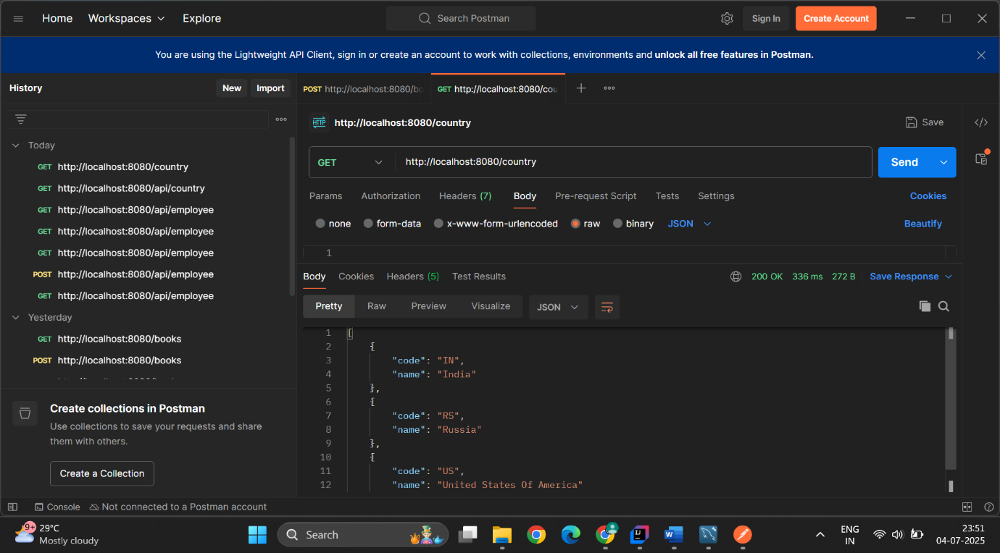 Home Workspaces Explore Search Postman Sign In Create Account
You are using the Lightweight API Client, sign in or create an account to work with collections, environments and unlock all free features in Postman.
History New Import
POST http://localhost:8080/bo GET http://localhost:8080/cou
HTTP http://localhost:8080/country Save
Today
GET http://localhost:8080/country
GET http://localhost:8080/api/country
GET http://localhost:8080/api/employee
GET http://localhost:8080/api/employee
GET http://localhost:8080/api/employee
POST http://localhost:8080/api/employee
GET http://localhost:8080/api/employee
Yesterday
GET http://localhost:8080/books
POST http://localhost:8080/books
Create collections in Postman
Use collections to save your requests and share
them with others.
Create a Collection
GET http://localhost:8080/country Send
Params Authorization Headers (7) Body Pre-request Script Tests Settings Cookies
none form-data x-www-form-urlencoded raw binary JSON Beautify
1
Body Cookies Headers (5) Test Results 200 OK 336 ms 272 B Save Response
Pretty Raw Preview Visualize JSON
1 [
2 {
3 "code": "IN",
4 "name": "India"
5 },
6 {
7 "code": "RS",
8 "name": "Russia"
9 },
10 {
11 "code": "US",
12 "name": "United States Of America"
Console Not connected to a Postman account
9+ 29°C
Mostly cloudy
Search
ENG
IN
23:51
04-07-2025